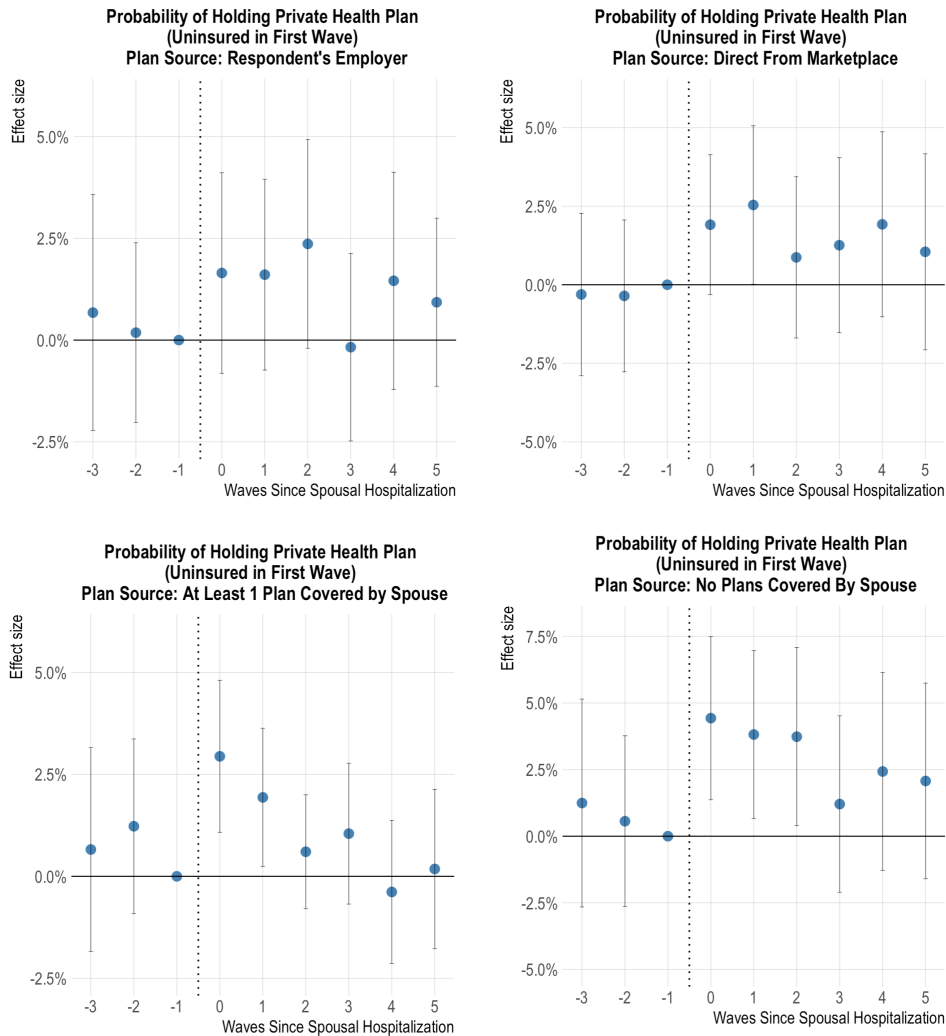 Probability of Holding Private Health Plan
(Uninsured in First Wave)
Plan Source: Respondent's Employer
Effect size
5.0%
2.5%
0.0%
-2.5%
-3 -2 -1 0 1 2 3 4 5
Waves Since Spousal Hospitalization
Probability of Holding Private Health Plan
(Uninsured in First Wave)
Plan Source: Direct From Marketplace
Effect size
5.0%
2.5%
0.0%
-2.5%
-5.0%
-3 -2 -1 0 1 2 3 4 5
Waves Since Spousal Hospitalization
Probability of Holding Private Health Plan
(Uninsured in First Wave)
Plan Source: At Least 1 Plan Covered by Spouse
Effect size
5.0%
2.5%
0.0%
-2.5%
-3 -2 -1 0 1 2 3 4 5
Waves Since Spousal Hospitalization
Probability of Holding Private Health Plan
(Uninsured in First Wave)
Plan Source: No Plans Covered By Spouse
Effect size
7.5%
5.0%
2.5%
0.0%
-2.5%
-5.0%
-3 -2 -1 0 1 2 3 4 5
Waves Since Spousal Hospitalization